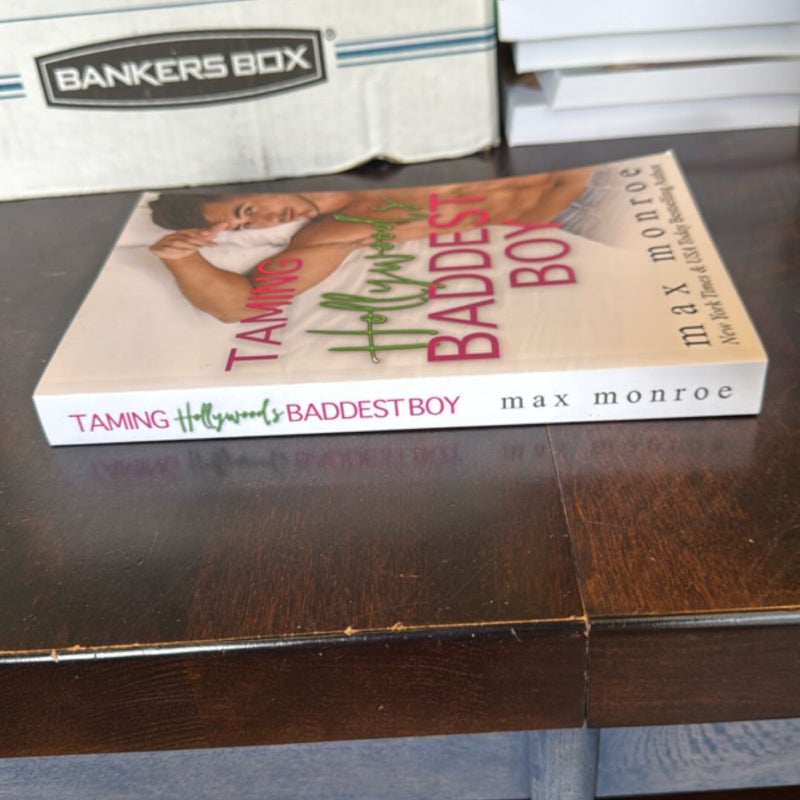 BANKERS BOX®
TAMING
Hollywood's
BADDEST
BOY
max monroe
New York Times & USA Today Bestselling Author
TAMING Hollywood's BADDEST BOY max monroe